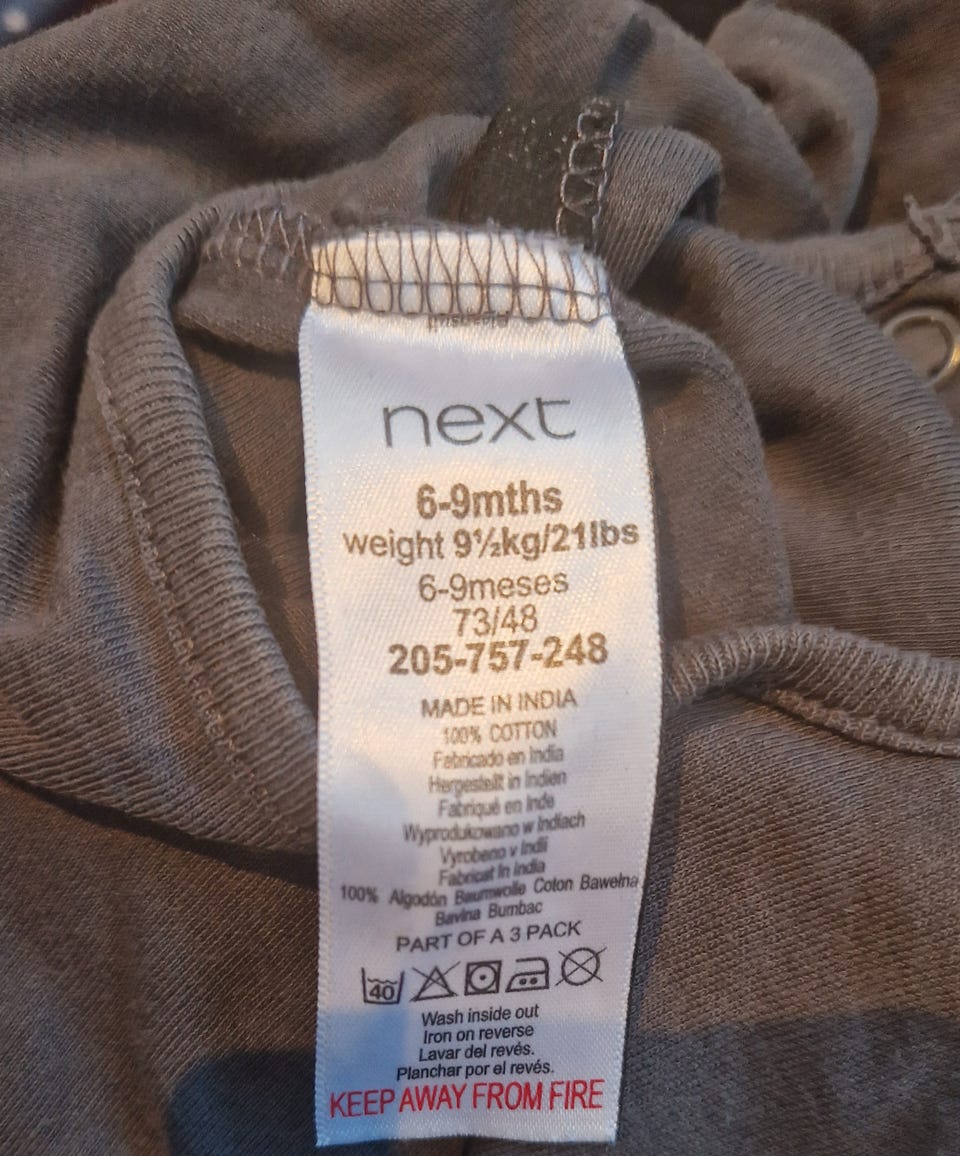 next
6-9mths
weight 9½kg/21lbs
6-9meses
73/48
205-757-248
MADE IN INDIA
100% COTTON
Fabricado en India
Hergestellt in Indien
Fabriqué en Inde
Wyprodukowano w Indiach
Vyrobeno v Indii
Fabricat în India
100% Algodón Baumwolle Coton Bawełna
Bavlna Bumbac
PART OF A 3 PACK
40
Wash inside out
Iron on reverse
Lavar del revés.
Planchar por el revés.
KEEP AWAY FROM FIRE